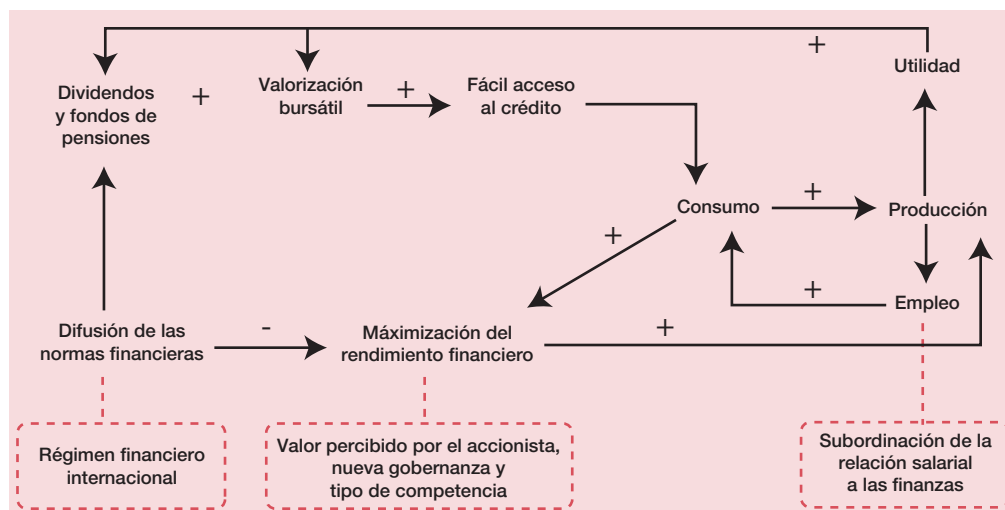 +
Utilidad
Dividendos
y fondos de
pensiones
+
Valorización
bursátil
+
Fácil acceso
al crédito
Consumo
+
Producción
+
+
Empleo
Difusión de las
normas financieras
-
Máximización del
rendimiento financiero
+
Régimen financiero
internacional
Valor percibido por el accionista,
nueva gobernanza y
tipo de competencia
Subordinación de la
relación salarial
a las finanzas